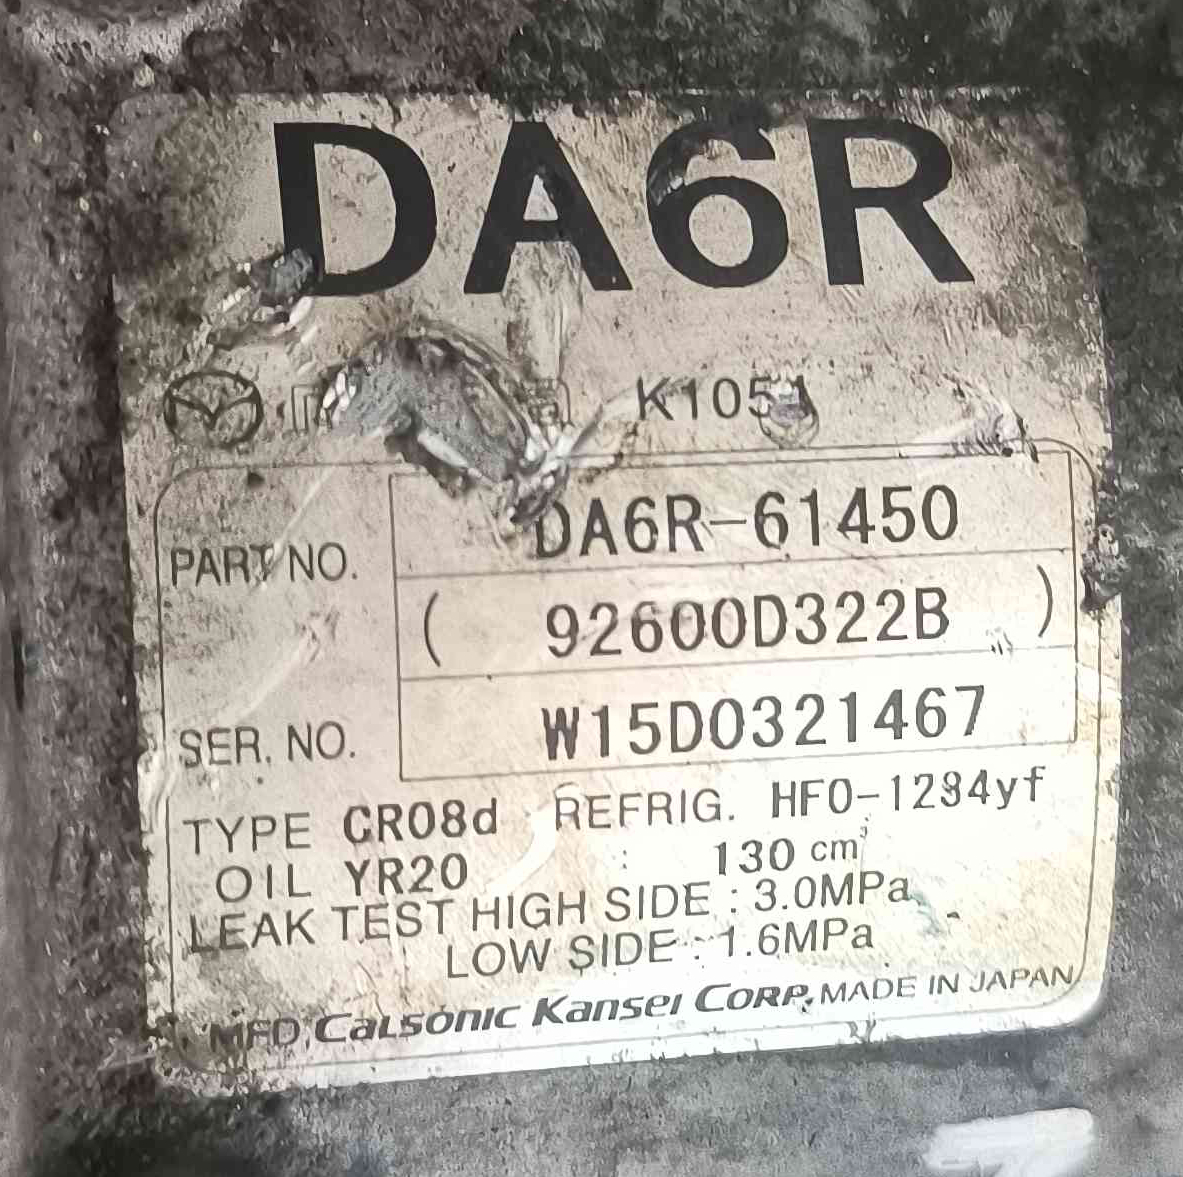 DA6R
K1051
PART NO.
DA6R-61450
( 92600D322B )
SER. NO.
W15D0321467
TYPE CR08d REFRIG. HFO-1234yf
OIL YR20 : 130 cm³
LEAK TEST HIGH SIDE : 3.0MPa
LOW SIDE : 1.6MPa
MFD. CALSONIC KANSEI CORP. MADE IN JAPAN